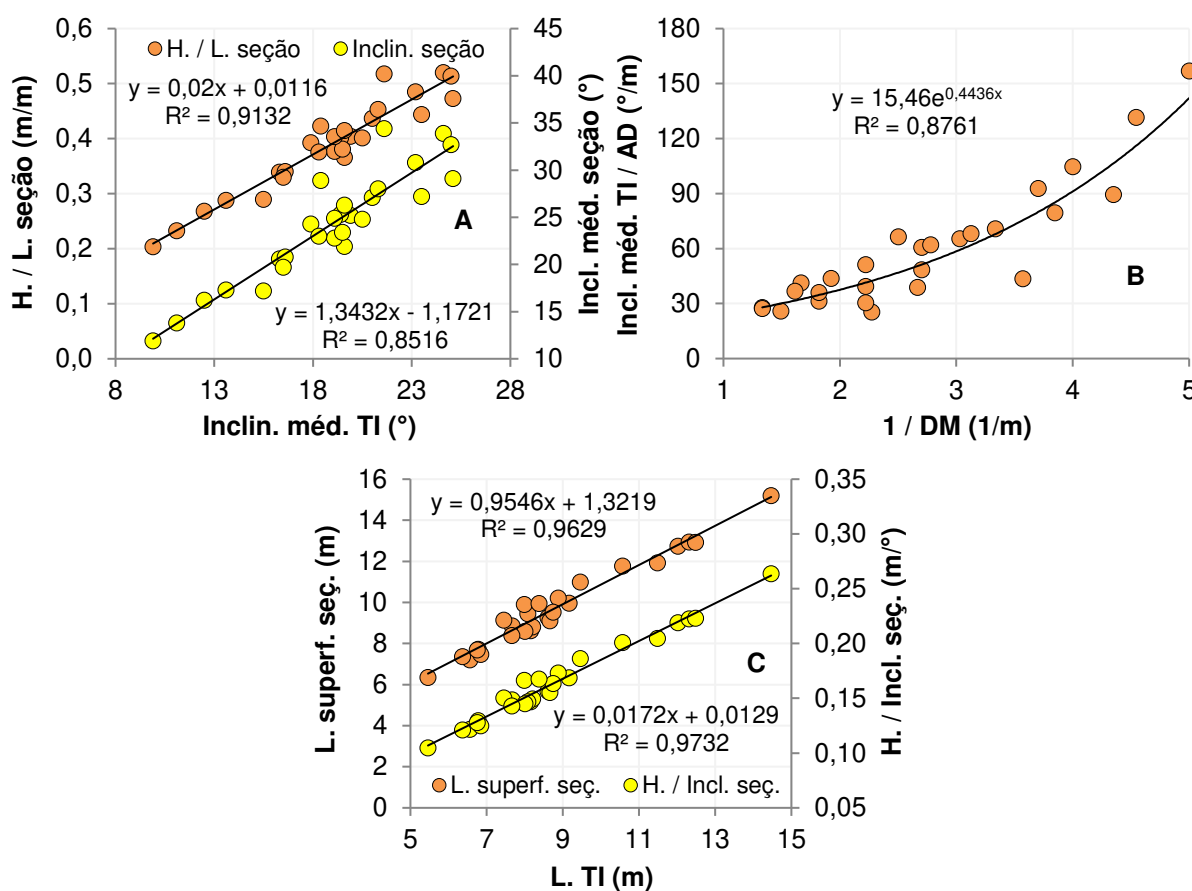 H. / L. seção (m/m)
0,6
0,5
0,4
0,3
0,2
0,1
0,0
H. / L. seção
Inclin. seção
y = 0,02x + 0,0116
R² = 0,9132
A
y = 1,3432x - 1,1721
R² = 0,8516
45
40
35
30
25
20
15
10
Incl. méd. seção (°)
8
13
18
23
28
Inclin. méd. TI (°)
Incl. méd. TI / AD (°/m)
180
150
120
90
60
30
0
y = 15,46e0,4436x
R² = 0,8761
B
1
2
3
4
5
1 / DM (1/m)
L. superf. seç. (m)
16
14
12
10
8
6
4
2
0
y = 0,9546x + 1,3219
R² = 0,9629
C
y = 0,0172x + 0,0129
R² = 0,9732
L. superf. seç.
H. / Incl. seç.
0,35
0,30
0,25
0,20
0,15
0,10
0,05
H. / Incl. seç. (m/°)
5
7
9
11
13
15
L. TI (m)